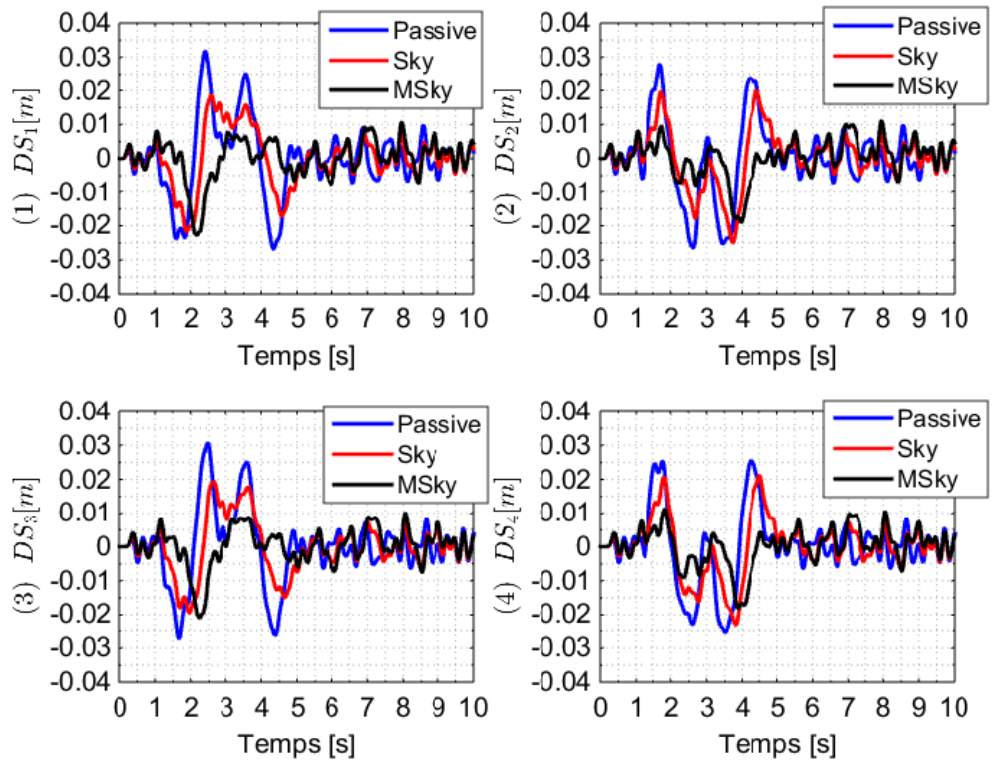 (1) DS₁[m]
0.04
0.03
0.02
0.01
0
-0.01
-0.02
-0.03
-0.04
0 1 2 3 4 5 6 7 8 9 10
Temps [s]
Passive
Sky
MSky
(2) DS₂[m]
0.04
0.03
0.02
0.01
0
-0.01
-0.02
-0.03
-0.04
0 1 2 3 4 5 6 7 8 9 10
Temps [s]
Passive
Sky
MSky
(3) DS₃[m]
0.04
0.03
0.02
0.01
0
-0.01
-0.02
-0.03
-0.04
0 1 2 3 4 5 6 7 8 9 10
Temps [s]
Passive
Sky
MSky
(4) DS₄[m]
0.04
0.03
0.02
0.01
0
-0.01
-0.02
-0.03
-0.04
0 1 2 3 4 5 6 7 8 9 10
Temps [s]
Passive
Sky
MSky